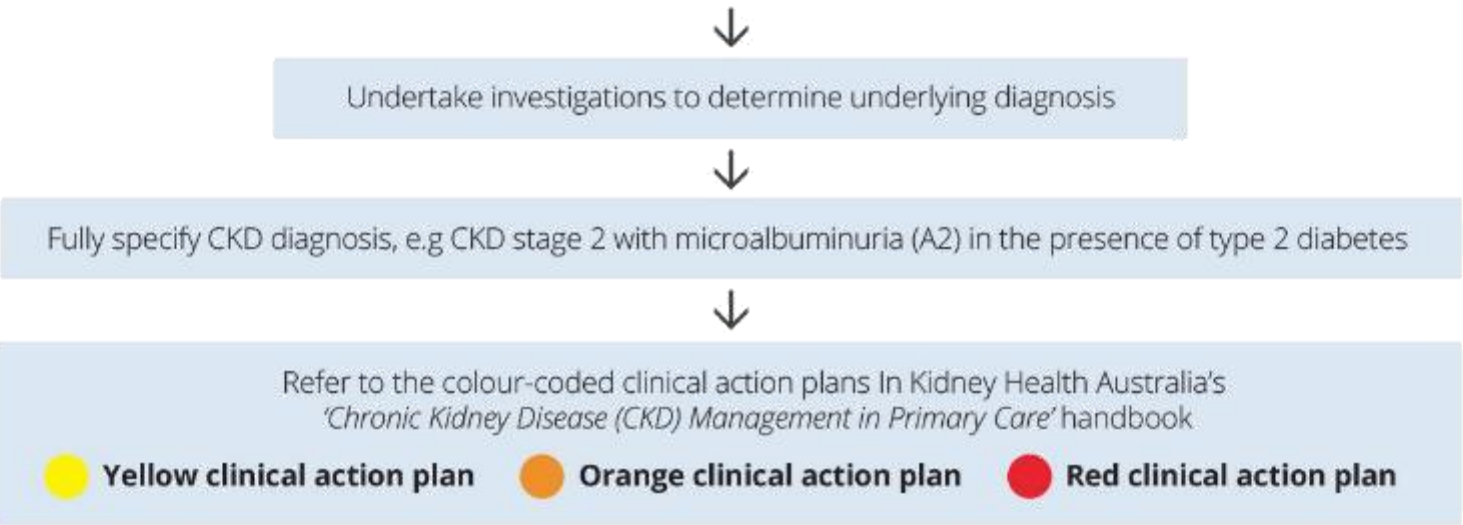 Undertake investigations to determine underlying diagnosis
Fully specify CKD diagnosis, e.g CKD stage 2 with microalbuminuria (A2) in the presence of type 2 diabetes
Refer to the colour-coded clinical action plans In Kidney Health Australia's
'Chronic Kidney Disease (CKD) Management in Primary Care' handbook
Yellow clinical action plan Orange clinical action plan Red clinical action plan